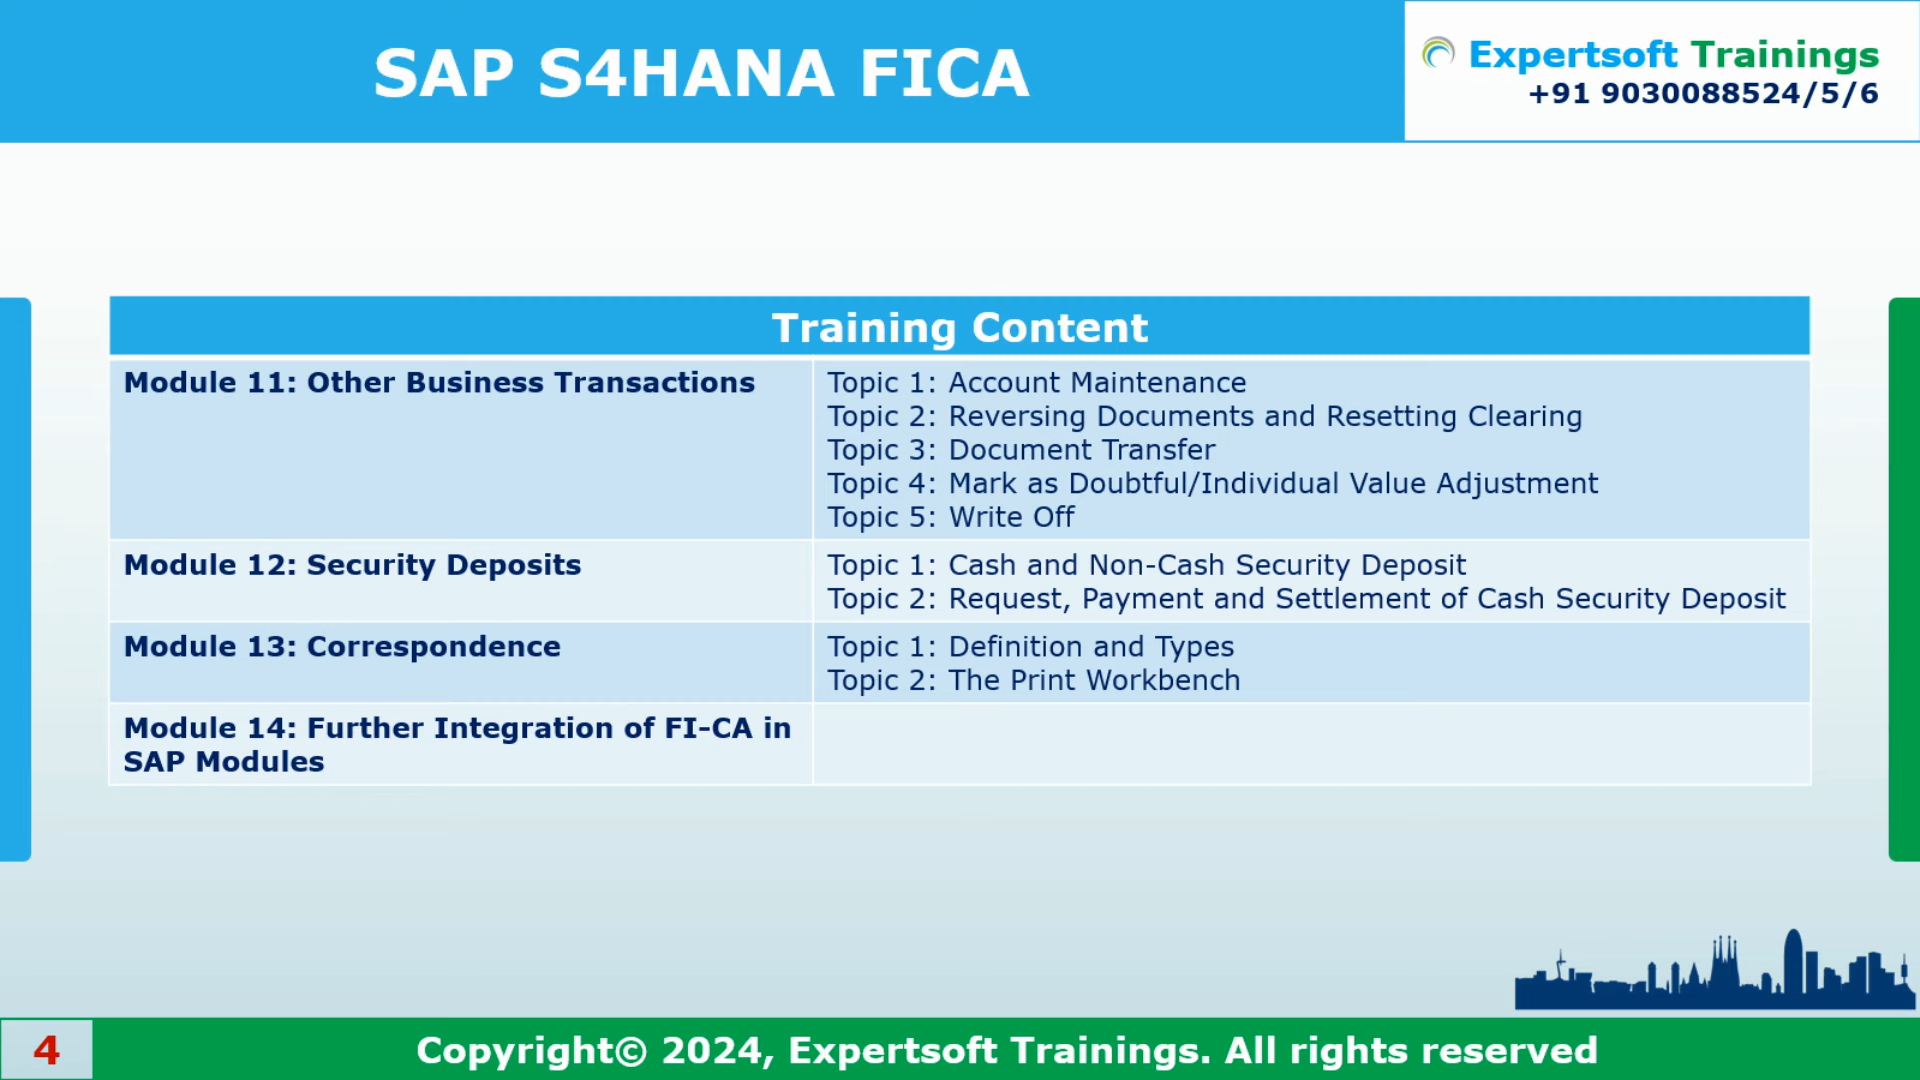 SAP S4HANA FICA
Expertsoft Trainings
+91 9030088524/5/6
Training Content
Module 11: Other Business Transactions
Topic 1: Account Maintenance
Topic 2: Reversing Documents and Resetting Clearing
Topic 3: Document Transfer
Topic 4: Mark as Doubtful/Individual Value Adjustment
Topic 5: Write Off
Module 12: Security Deposits
Topic 1: Cash and Non-Cash Security Deposit
Topic 2: Request, Payment and Settlement of Cash Security Deposit
Module 13: Correspondence
Topic 1: Definition and Types
Topic 2: The Print Workbench
Module 14: Further Integration of FI-CA in
SAP Modules
4
Copyright© 2024, Expertsoft Trainings. All rights reserved